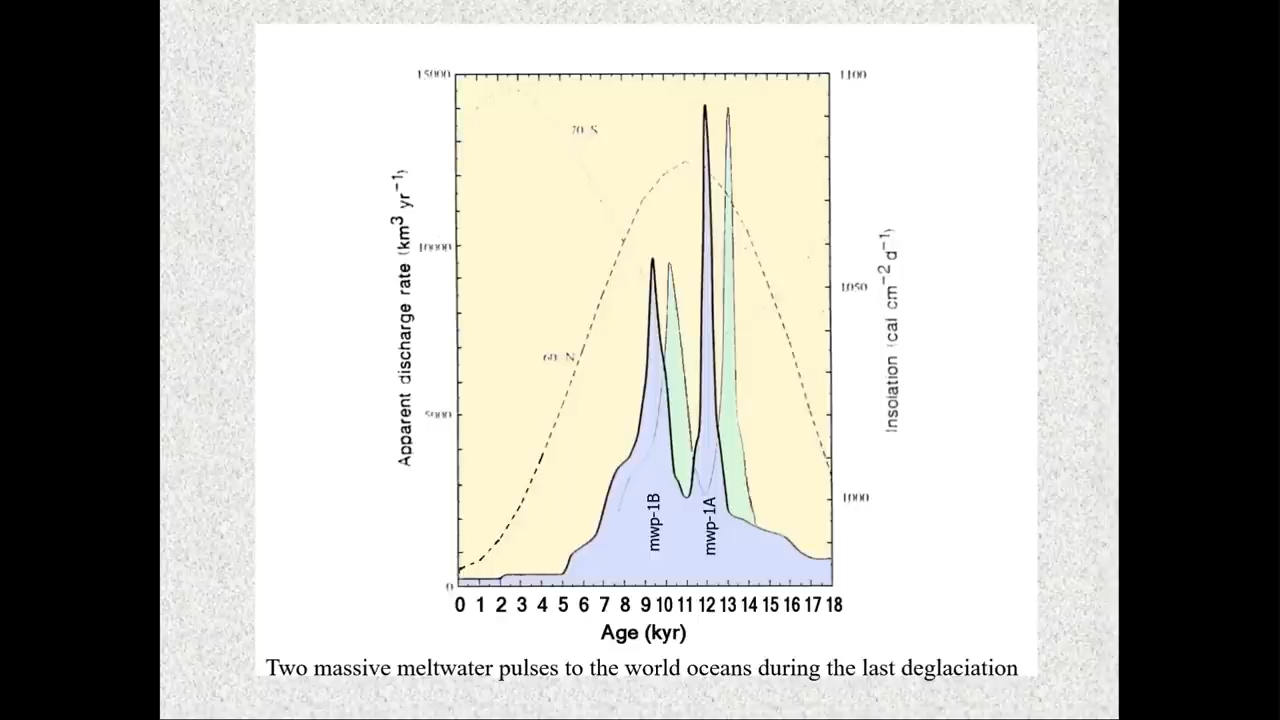 15000
1100
70 S
Apparent discharge rate (km³ yr⁻¹)
10000
Insolation (cal cm⁻² d⁻¹)
1050
60 N
5000
1000
mwp-1B
mwp-1A
0
0 1 2 3 4 5 6 7 8 9 10 11 12 13 14 15 16 17 18
Age (kyr)
Two massive meltwater pulses to the world oceans during the last deglaciation